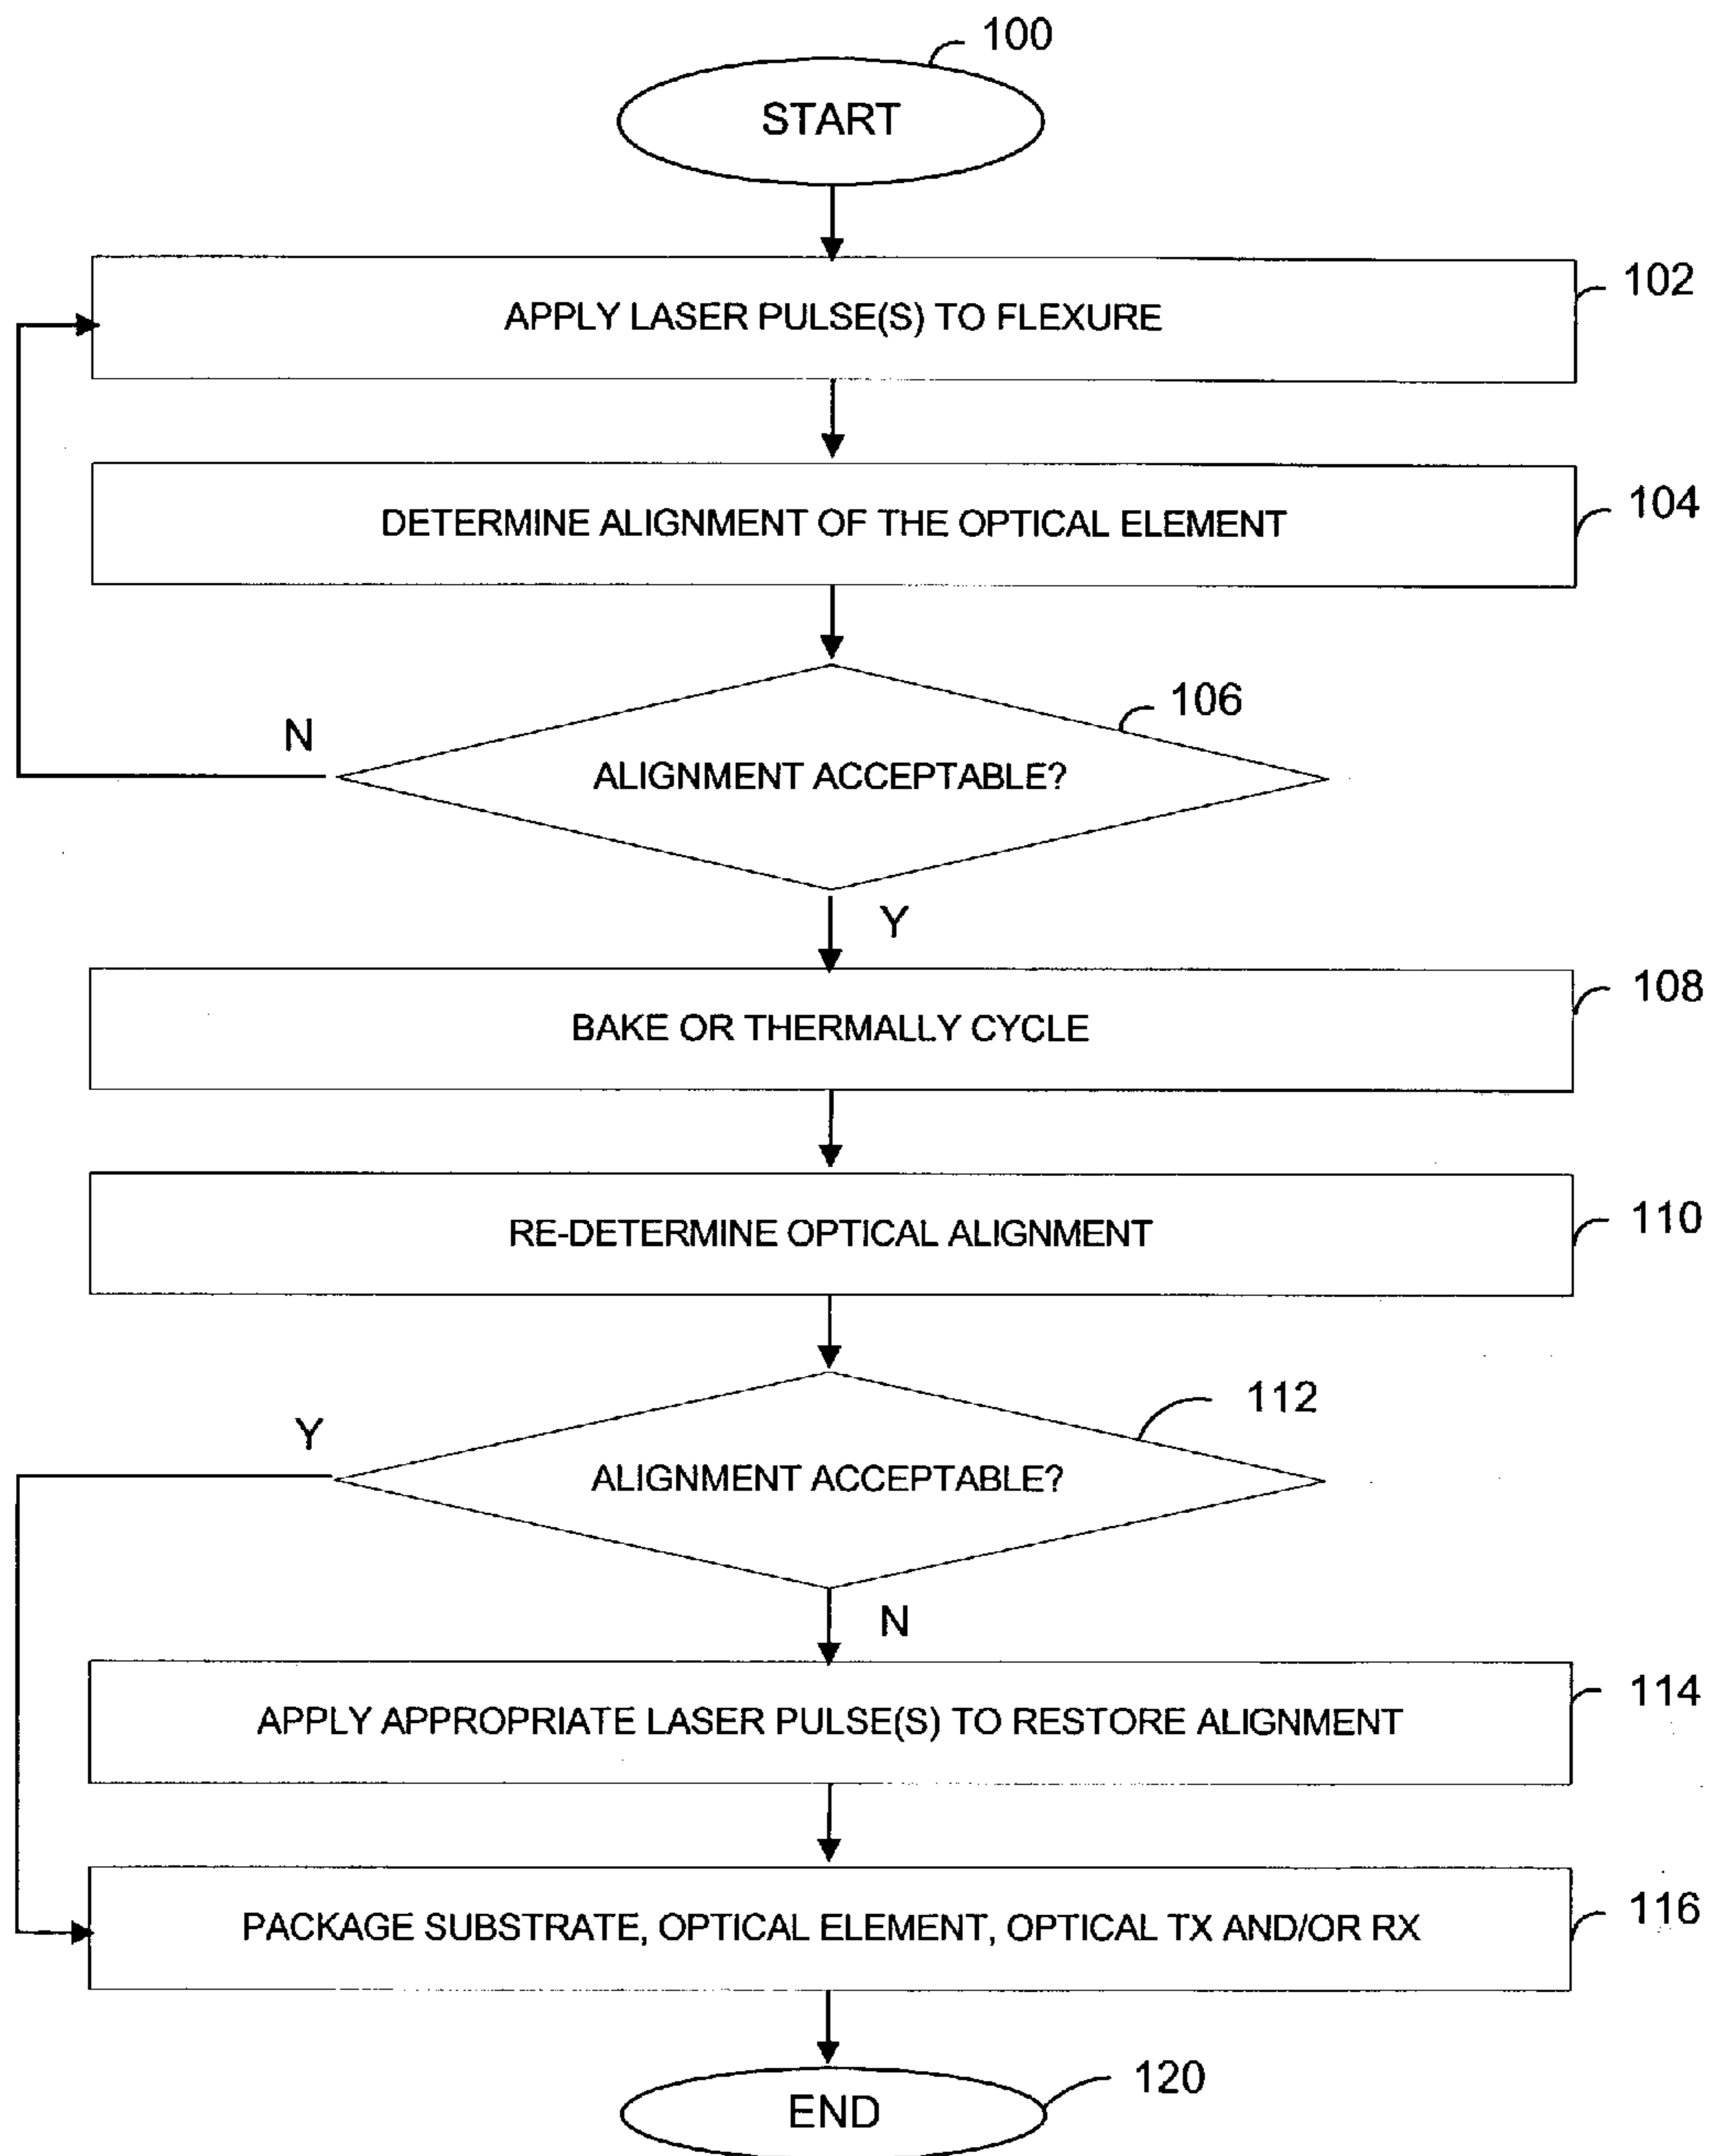 100
START
APPLY LASER PULSE(S) TO FLEXURE
102
DETERMINE ALIGNMENT OF THE OPTICAL ELEMENT
104
106
N
ALIGNMENT ACCEPTABLE?
Y
BAKE OR THERMALLY CYCLE
108
RE-DETERMINE OPTICAL ALIGNMENT
110
112
Y
ALIGNMENT ACCEPTABLE?
N
APPLY APPROPRIATE LASER PULSE(S) TO RESTORE ALIGNMENT
114
PACKAGE SUBSTRATE, OPTICAL ELEMENT, OPTICAL TX AND/OR RX
116
120
END